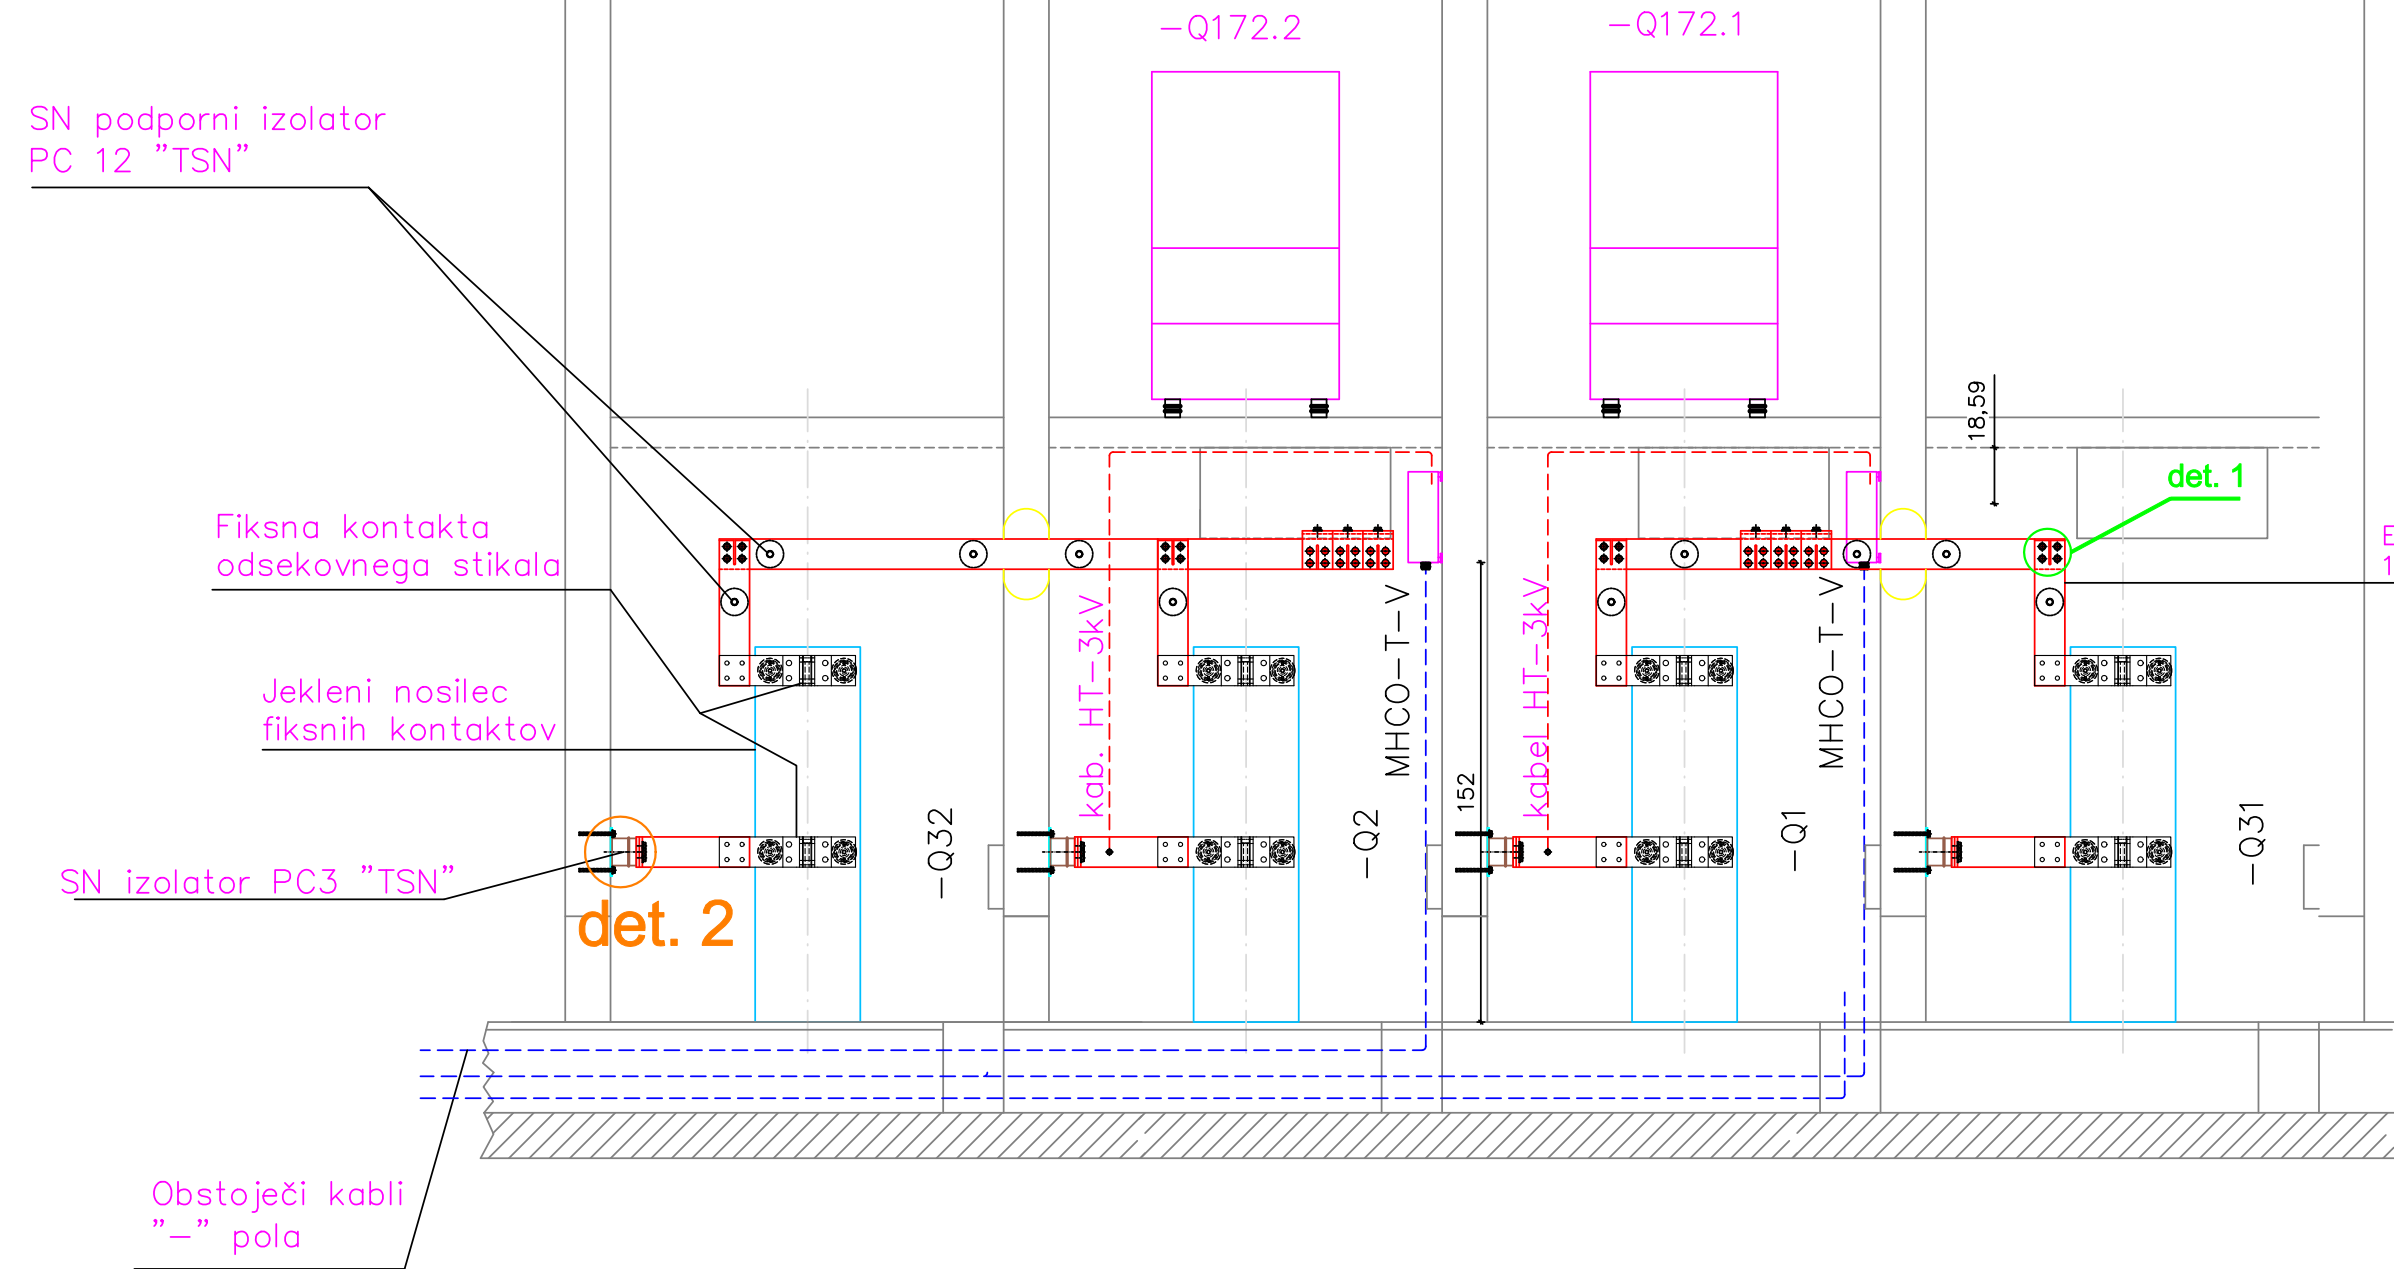 -Q172.2
-Q172.1
SN podporni izolator
PC 12 "TSN"
18,59
det. 1
Fiksna kontakta
odsekovnega stikala
E
1
Jekleni nosilec
fiksnih kontaktov
kab. HT-3kV
MHCO-T-V
kabel HT-3kV
MHCO-T-V
152
-Q32
-Q2
-Q1
-Q31
SN izolator PC3 "TSN"
det. 2
Obstoječi kabli
"-" pola